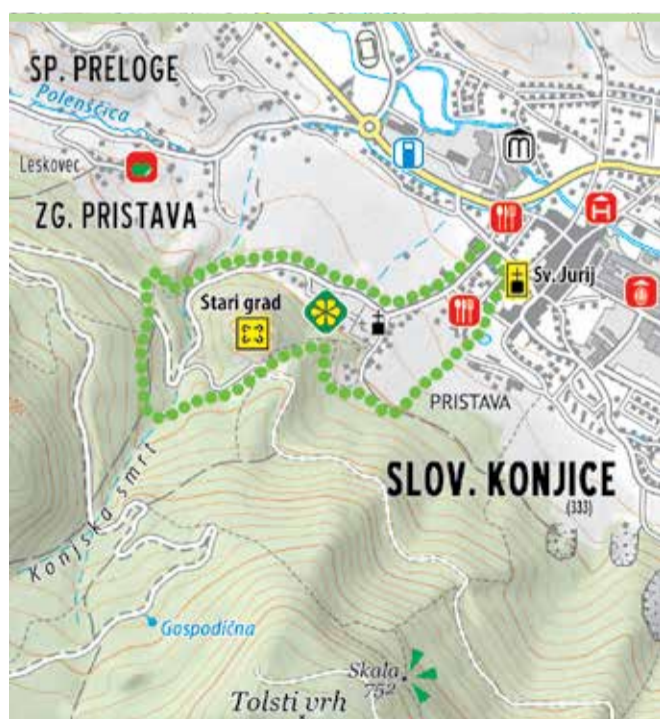 SP. PRELOGE
Polenščica
Leskovec
ZG. PRISTAVA
Sv. Jurij
Stari grad
PRISTAVA
SLOV. KONJICE
(333)
Konjska smrt
Gospodična
Skala
752
Tolsti vrh